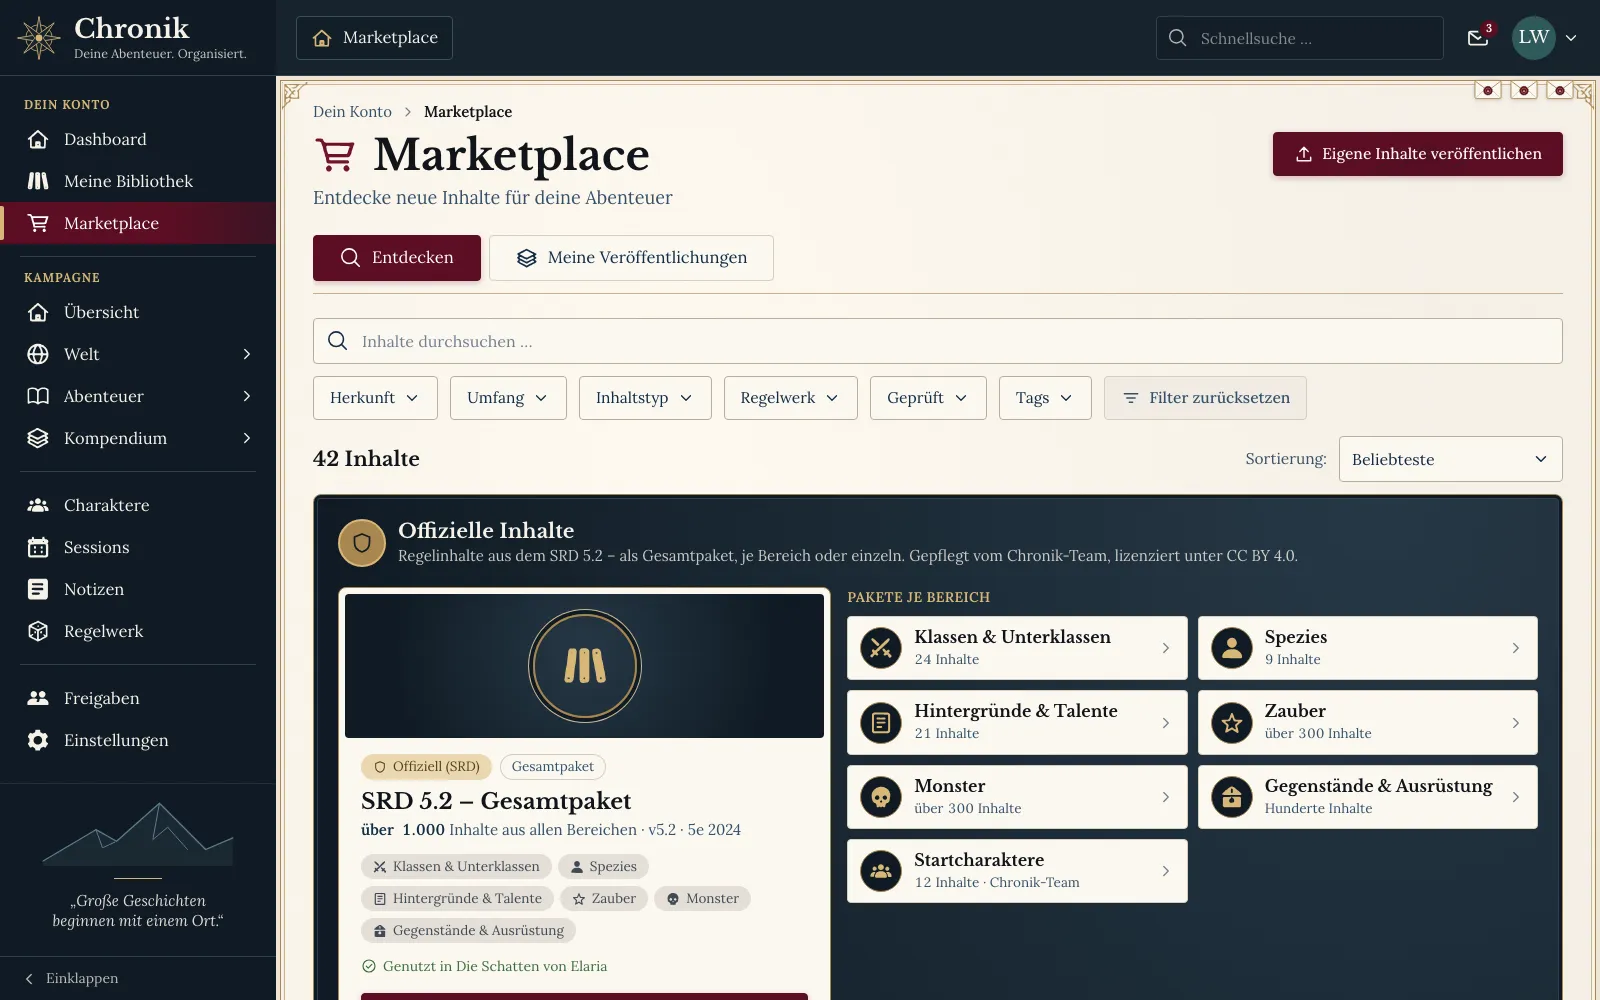 Chronik
Deine Abenteuer. Organisiert.
Marketplace
Schnellsuche ...
3
LW
DEIN KONTO
Dashboard
Meine Bibliothek
Marketplace
KAMPAGNE
Übersicht
Welt
Abenteuer
Kompendium
Charaktere
Sessions
Notizen
Regelwerk
Freigaben
Einstellungen
„Große Geschichten
beginnen mit einem Ort.“
Einklappen
Dein Konto > Marketplace
Marketplace
Eigene Inhalte veröffentlichen
Entdecke neue Inhalte für deine Abenteuer
Entdecken
Meine Veröffentlichungen
Inhalte durchsuchen ...
Herkunft
Umfang
Inhaltstyp
Regelwerk
Geprüft
Tags
Filter zurücksetzen
42 Inhalte
Sortierung:
Beliebteste
Offizielle Inhalte
Regelinhalte aus dem SRD 5.2 – als Gesamtpaket, je Bereich oder einzeln. Gepflegt vom Chronik-Team, lizenziert unter CC BY 4.0.
Offiziell (SRD)
Gesamtpaket
SRD 5.2 – Gesamtpaket
über 1.000 Inhalte aus allen Bereichen · v5.2 · 5e 2024
Klassen & Unterklassen
Spezies
Hintergründe & Talente
Zauber
Monster
Gegenstände & Ausrüstung
Genutzt in Die Schatten von Elaria
PAKETE JE BEREICH
Klassen & Unterklassen
24 Inhalte
Spezies
9 Inhalte
Hintergründe & Talente
21 Inhalte
Zauber
über 300 Inhalte
Monster
über 300 Inhalte
Gegenstände & Ausrüstung
Hunderte Inhalte
Startcharaktere
12 Inhalte · Chronik-Team